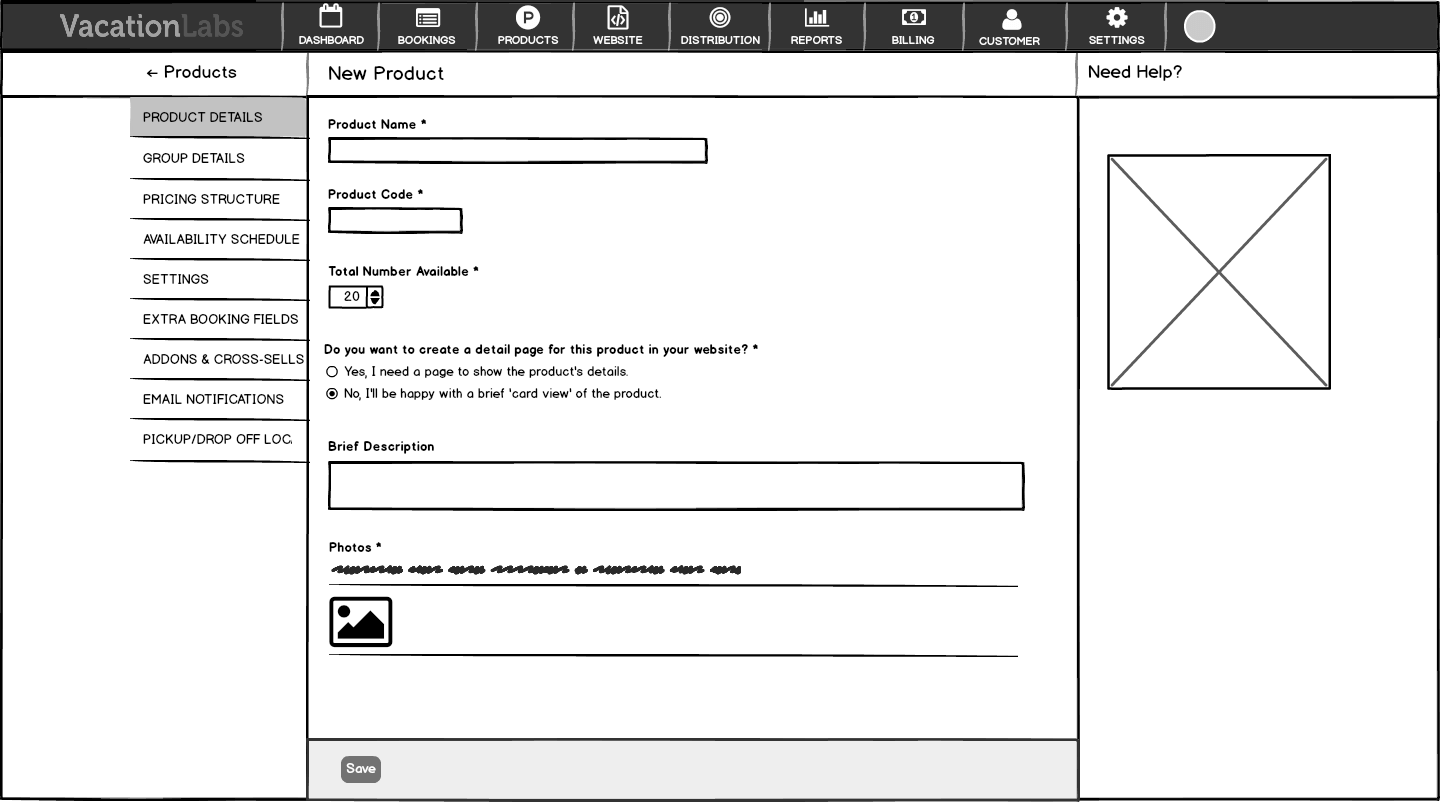 VacationLabs
DASHBOARD BOOKINGS P PRODUCTS WEBSITE DISTRIBUTION REPORTS BILLING CUSTOMER SETTINGS
← Products
New Product
Need Help?
PRODUCT DETAILS
GROUP DETAILS
PRICING STRUCTURE
AVAILABILITY SCHEDULE
SETTINGS
EXTRA BOOKING FIELDS
ADDONS & CROSS-SELLS
EMAIL NOTIFICATIONS
PICKUP/DROP OFF LOC
Product Name *
Product Code *
Total Number Available *
20
Do you want to create a detail page for this product in your website? *
Yes, I need a page to show the product's details.
No, I'll be happy with a brief 'card view' of the product.
Brief Description
Photos *
Save